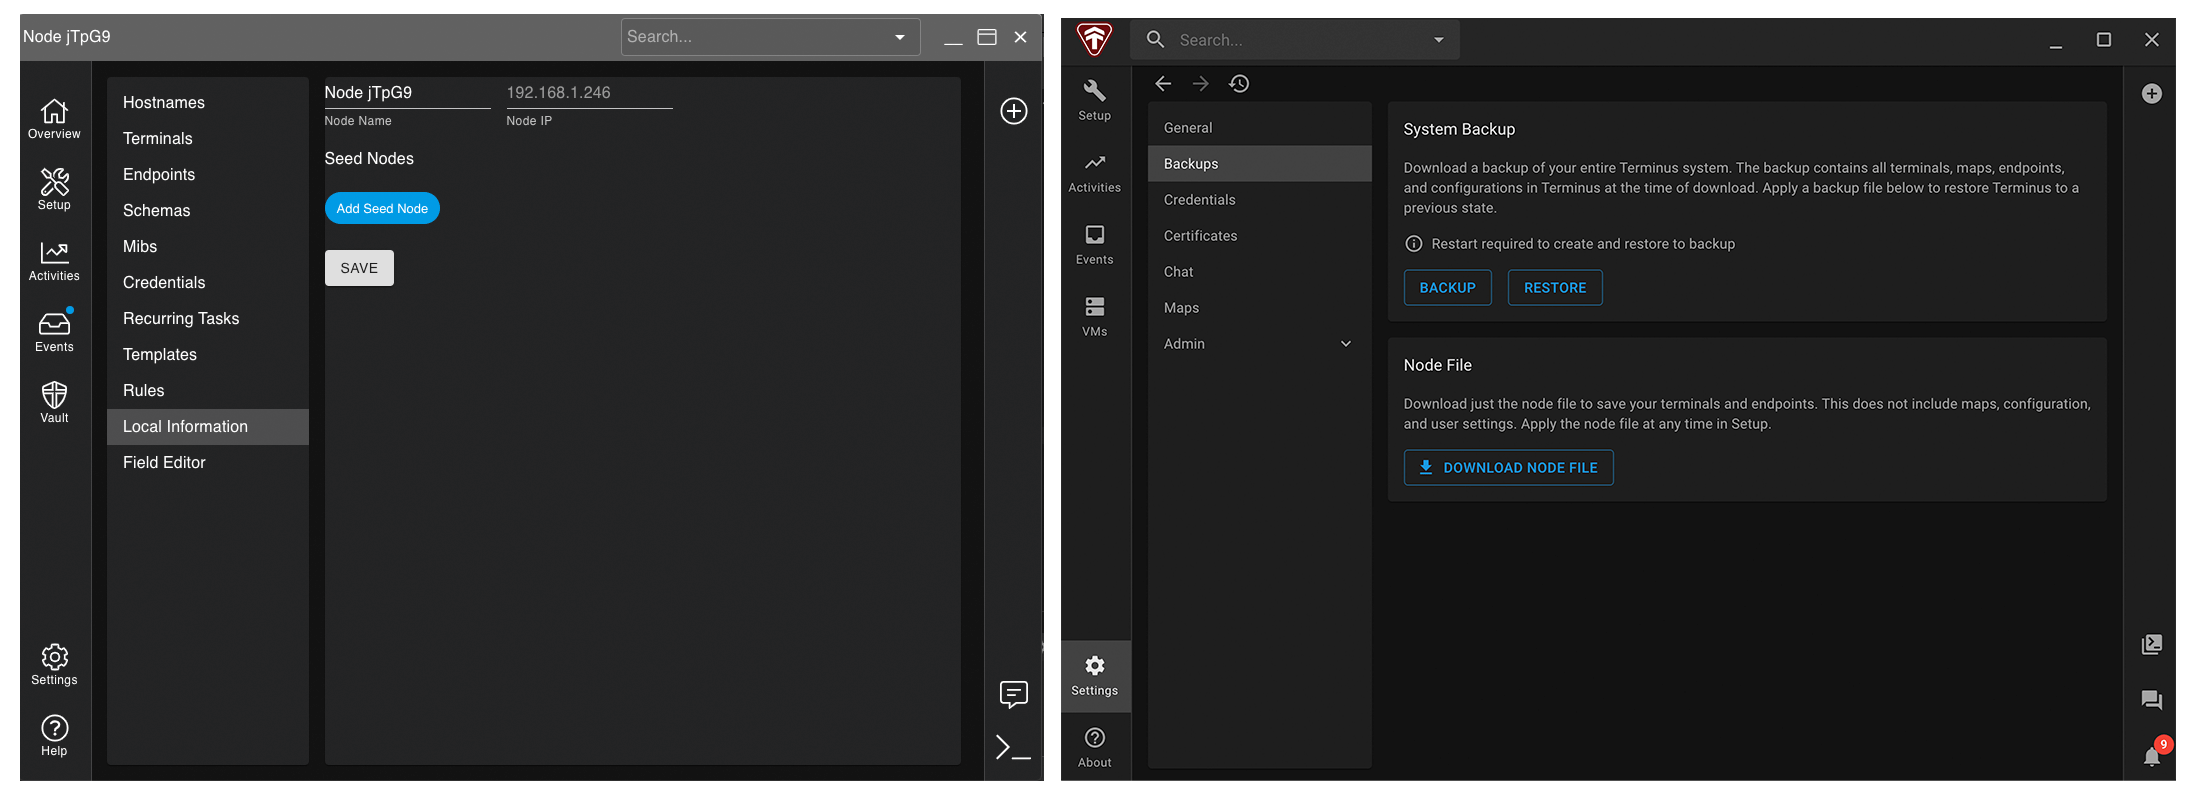 Node jTpG9
Search...
Overview
Setup
Activities
Events
Vault
Settings
Help
Hostnames
Terminals
Endpoints
Schemas
Mibs
Credentials
Recurring Tasks
Templates
Rules
Local Information
Field Editor
Node jTpG9
Node Name
192.168.1.246
Node IP
Seed Nodes
Add Seed Node
SAVE
Search...
Setup
Activities
Events
VMs
Settings
About
General
Backups
Credentials
Certificates
Chat
Maps
Admin
System Backup
Download a backup of your entire Terminus system. The backup contains all terminals, maps, endpoints,
and configurations in Terminus at the time of download. Apply a backup file below to restore Terminus to a
previous state.
Restart required to create and restore to backup
BACKUP
RESTORE
Node File
Download just the node file to save your terminals and endpoints. This does not include maps, configuration,
and user settings. Apply the node file at any time in Setup.
DOWNLOAD NODE FILE
9